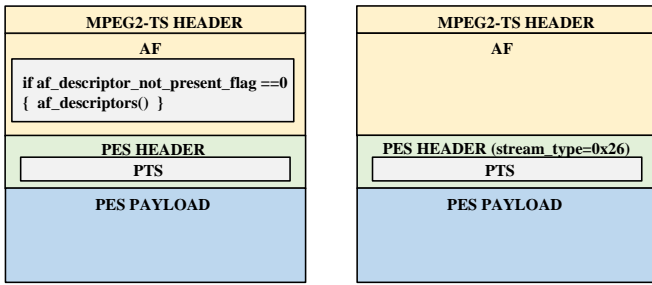 MPEG2-TS HEADER
AF
if af_descriptor_not_present_flag ==0
{ af_descriptors() }
PES HEADER
PTS
PES PAYLOAD
MPEG2-TS HEADER
AF
PES HEADER (stream_type=0x26)
PTS
PES PAYLOAD